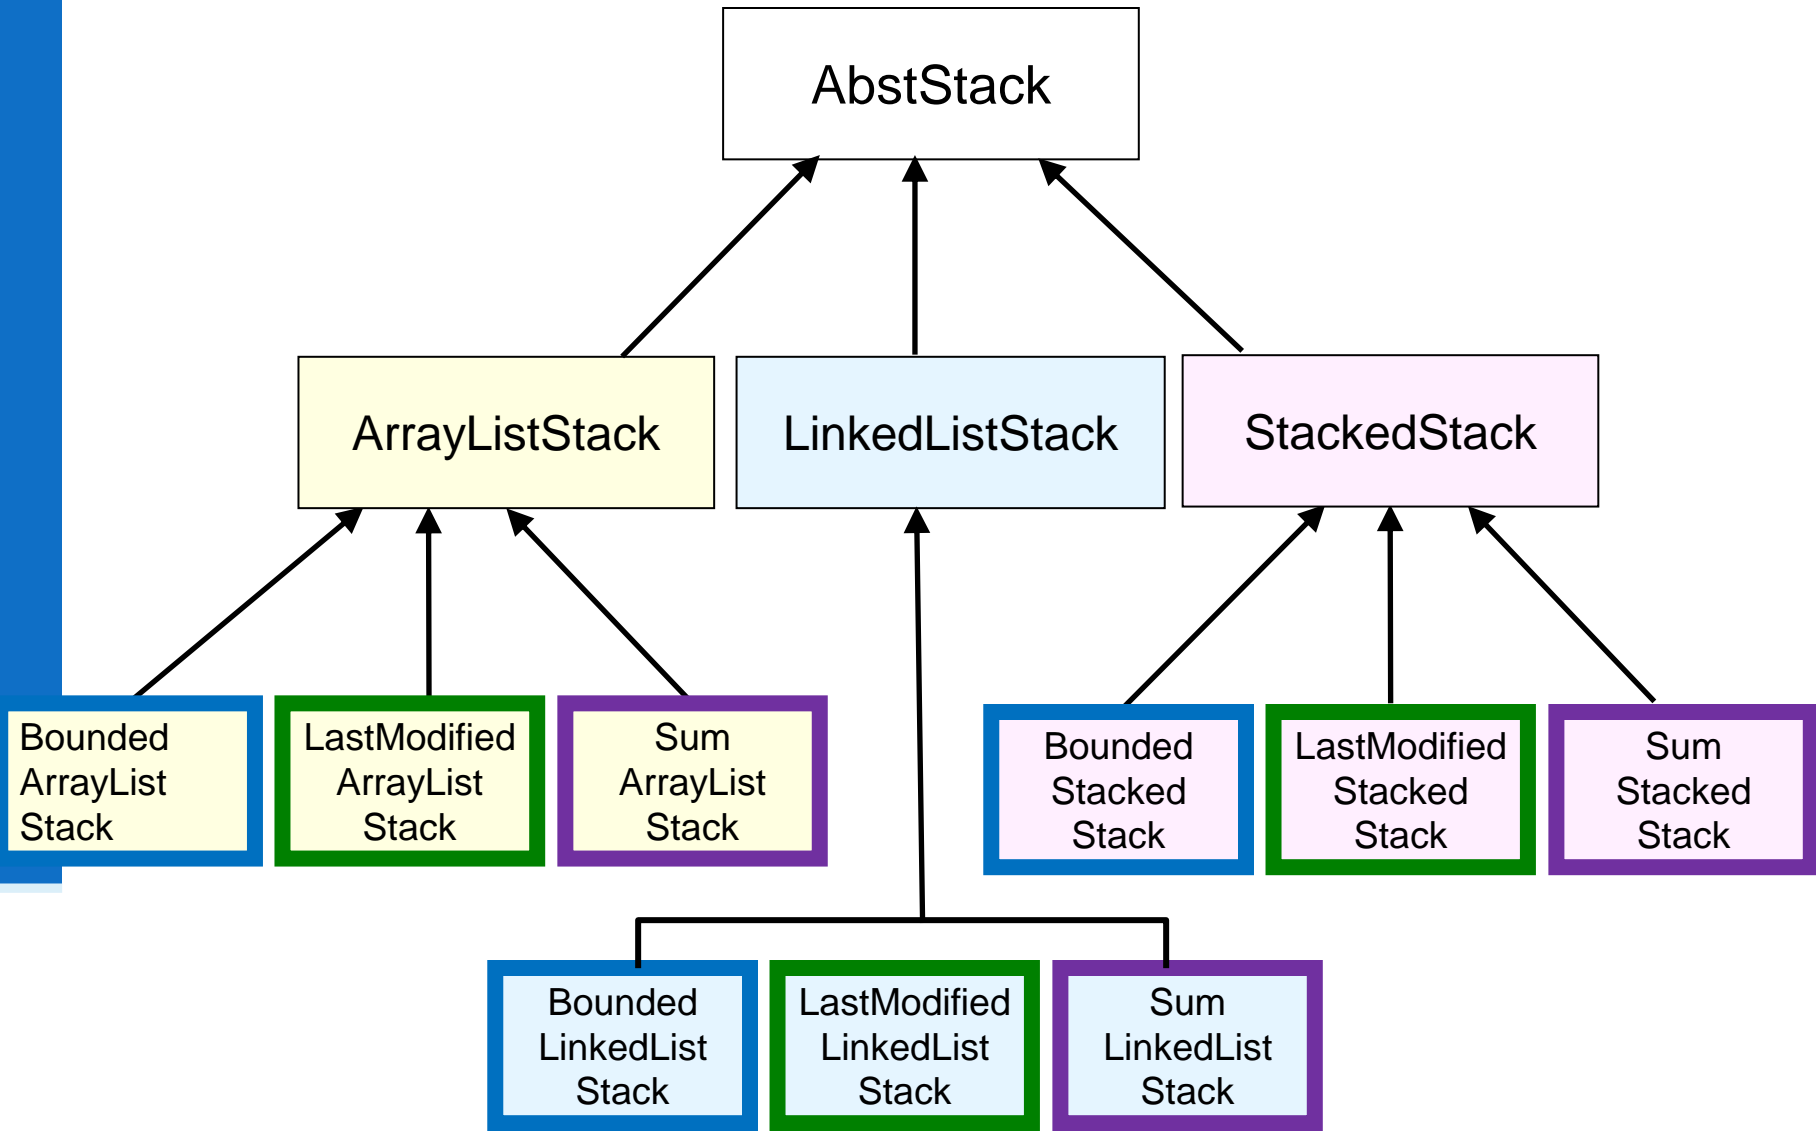 AbstStack
ArrayListStack
LinkedListStack
StackedStack
Bounded
ArrayList
Stack
LastModified
ArrayList
Stack
Sum
ArrayList
Stack
Bounded
Stacked
Stack
LastModified
Stacked
Stack
Sum
Stacked
Stack
Bounded
LinkedList
Stack
LastModified
LinkedList
Stack
Sum
LinkedList
Stack